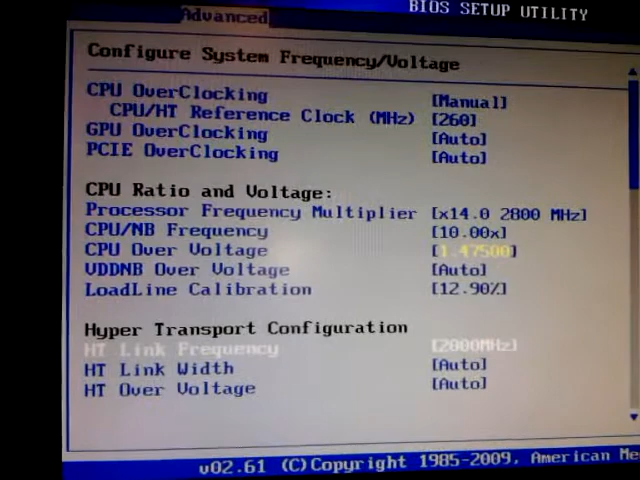 BIOS SETUP UTILITY
Advanced
Configure System Frequency/Voltage
CPU OverClocking [Manual]
CPU/HT Reference Clock (MHz) [260]
GPU OverClocking [Auto]
PCIE OverClocking [Auto]
CPU Ratio and Voltage:
Processor Frequency Multiplier [x14.0 2800 MHz]
CPU/NB Frequency [10.00x]
CPU Over Voltage [1.47500]
VDDNB Over Voltage [Auto]
LoadLine Calibration [12.90%]
Hyper Transport Configuration
HT Link Frequency [2000MHz]
HT Link Width [Auto]
HT Over Voltage [Auto]
v02.61 (C)Copyright 1985-2009, American Me